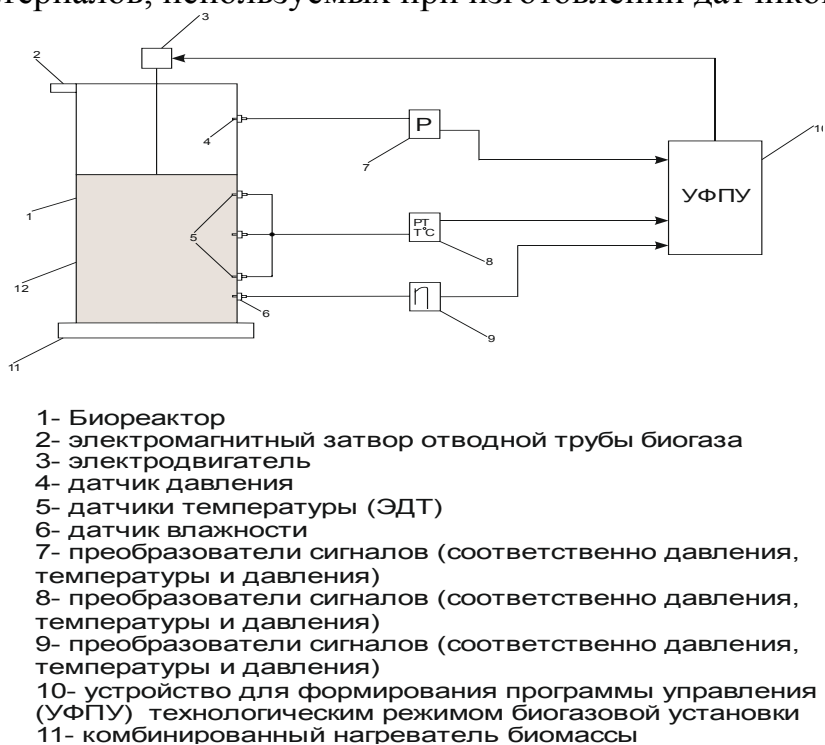 используемых при изготовлении датчиков
3
2
4
P
7
10
УФПУ
1
5
РТ
Т°С
8
12
6
η
9
11
1- Биореактор
2- электромагнитный затвор отводной трубы биогаза
3- электродвигатель
4- датчик давления
5- датчики температуры (ЭДТ)
6- датчик влажности
7- преобразователи сигналов (соответственно давления,
температуры и давления)
8- преобразователи сигналов (соответственно давления,
температуры и давления)
9- преобразователи сигналов (соответственно давления,
температуры и давления)
10- устройство для формирования программы управления
(УФПУ) технологическим режимом биогазовой установки
11- комбинированный нагреватель биомассы